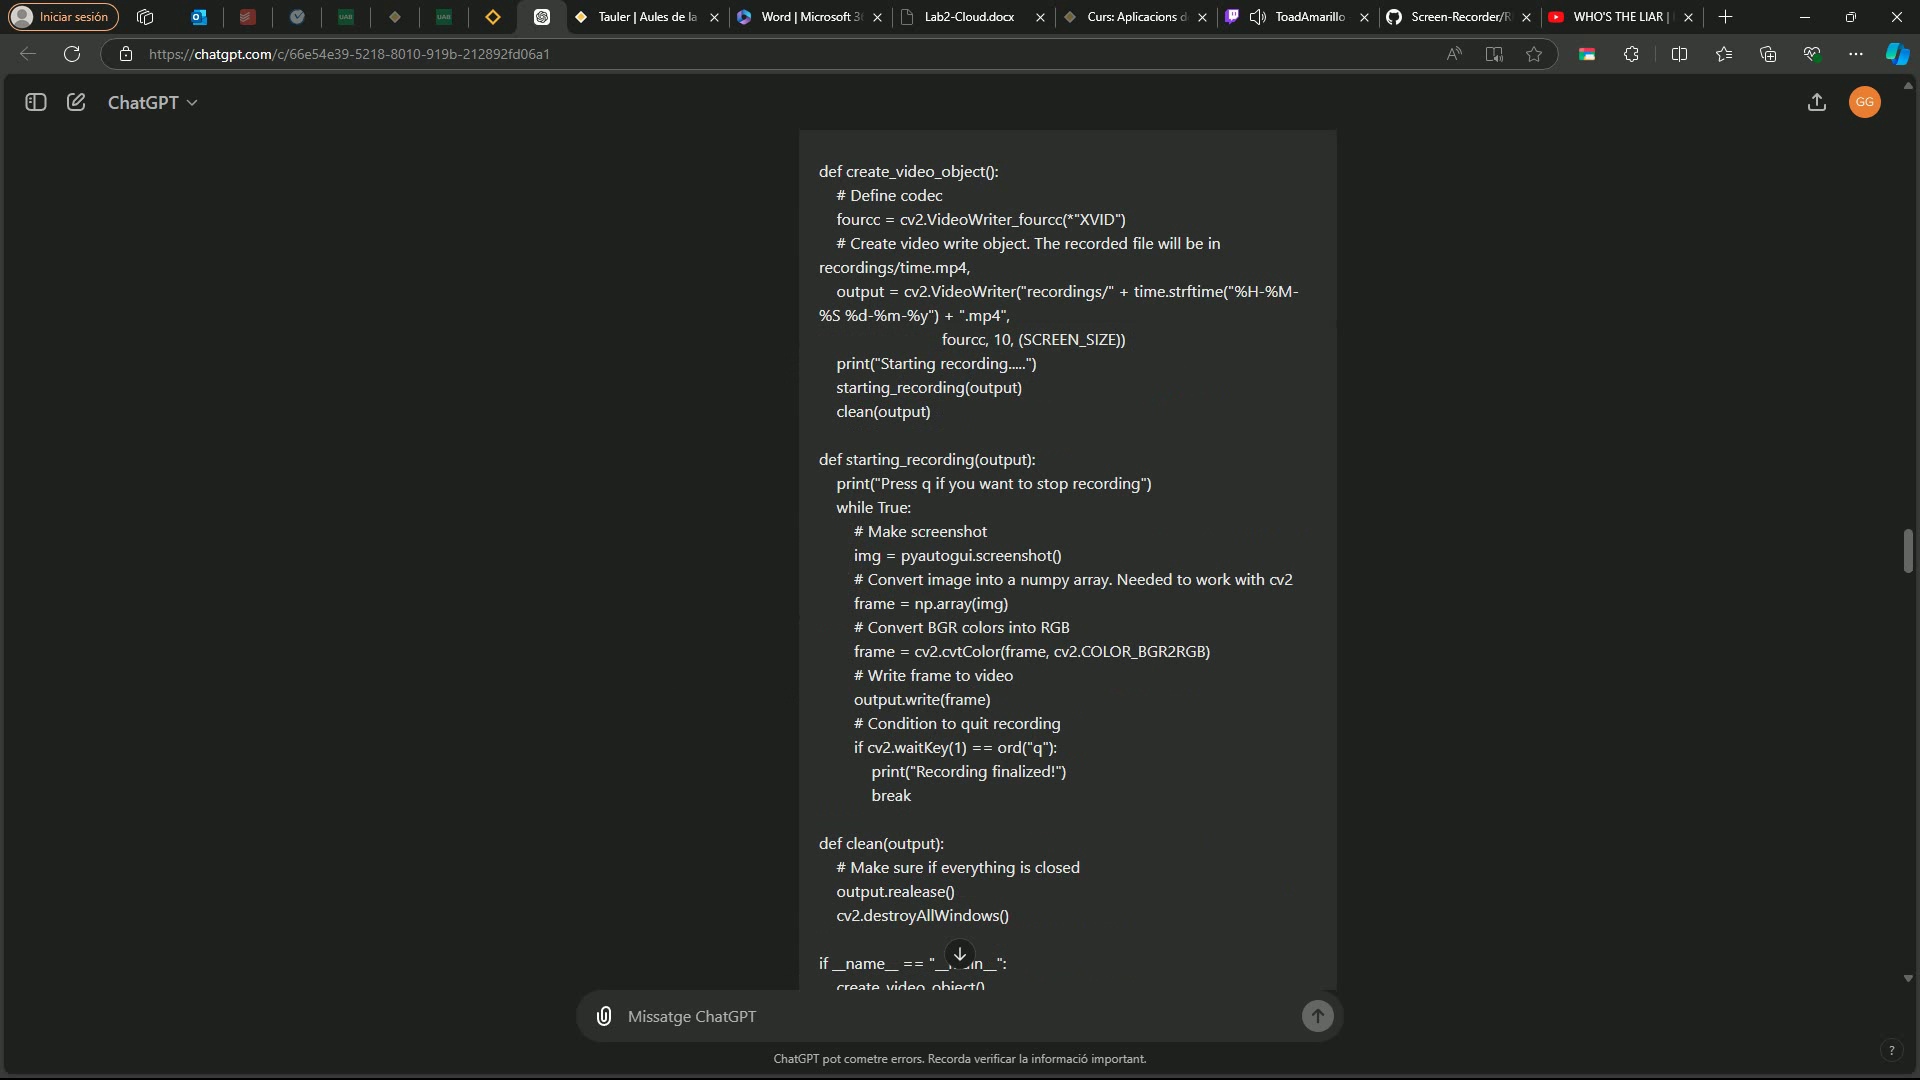 Iniciar sesión
UAB
UAB
Tauler | Aules de la
Word | Microsoft 3
Lab2-Cloud.docx
Curs: Aplicacions d
ToadAmarillo
Screen-Recorder/R
WHO'S THE LIAR |
https://chatgpt.com/c/66e54e39-5218-8010-919b-212892fd06a1
ChatGPT
GG
def create_video_object():
# Define codec
fourcc = cv2.VideoWriter_fourcc(*"XVID")
# Create video write object. The recorded file will be in
recordings/time.mp4,
output = cv2.VideoWriter("recordings/" + time.strftime("%H-%M-
%S %d-%m-%y") + ".mp4",
fourcc, 10, (SCREEN_SIZE))
print("Starting recording.....")
starting_recording(output)
clean(output)
def starting_recording(output):
print("Press q if you want to stop recording")
while True:
# Make screenshot
img = pyautogui.screenshot()
# Convert image into a numpy array. Needed to work with cv2
frame = np.array(img)
# Convert BGR colors into RGB
frame = cv2.cvtColor(frame, cv2.COLOR_BGR2RGB)
# Write frame to video
output.write(frame)
# Condition to quit recording
if cv2.waitKey(1) == ord("q"):
print("Recording finalized!")
break
def clean(output):
# Make sure if everything is closed
output.realease()
cv2.destroyAllWindows()
if __name__ == "__main__":
create_video_object()
Missatge ChatGPT
ChatGPT pot cometre errors. Recorda verificar la informació important.
?